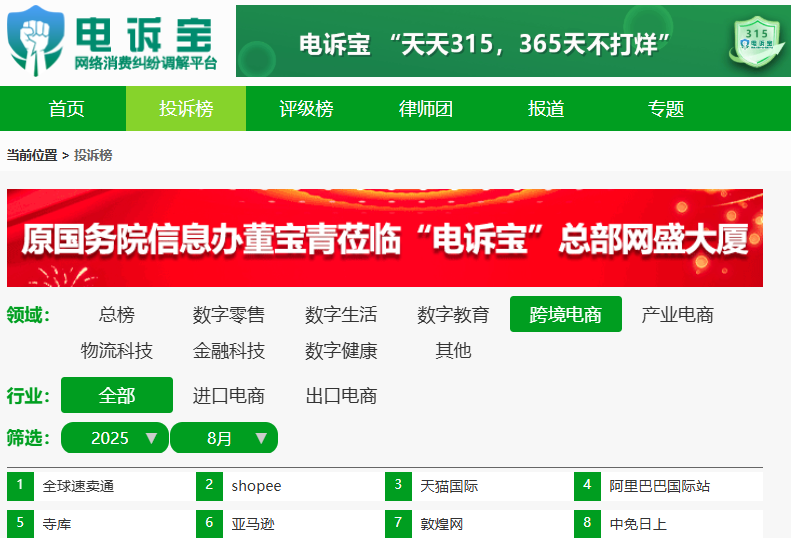 电诉宝
网络消费纠纷调解平台
电诉宝 “天天315，365天不打烊”
315
电诉宝
首页 投诉榜 评级榜 律师团 报道 专题
当前位置 > 投诉榜
原国务院信息办董宝青莅临“电诉宝”总部网盛大厦
领域： 总榜 数字零售 数字生活 数字教育 跨境电商 产业电商
物流科技 金融科技 数字健康 其他
行业： 全部 进口电商 出口电商
筛选： 2025 ▼ 8月 ▼
1 全球速卖通 2 shopee 3 天猫国际 4 阿里巴巴国际站
5 寺库 6 亚马逊 7 敦煌网 8 中免日上